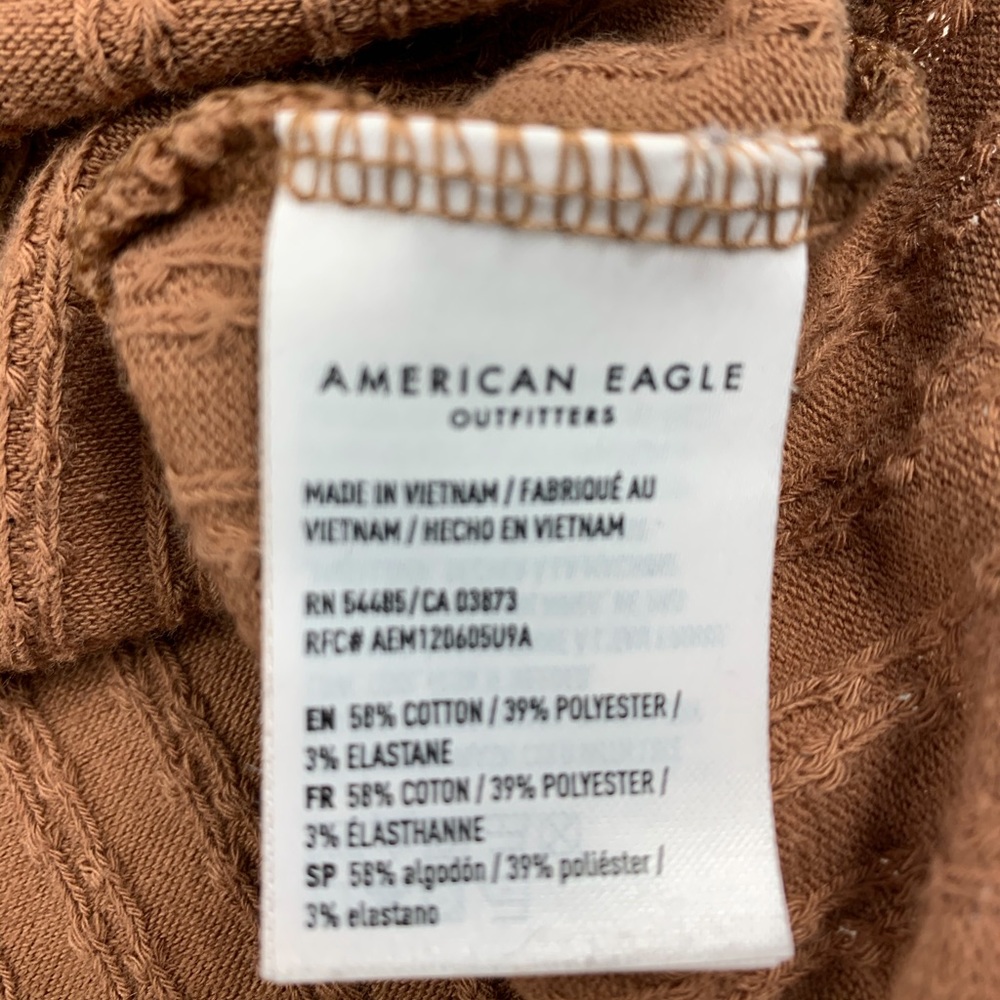 AMERICAN EAGLE
OUTFITTERS
MADE IN VIETNAM / FABRIQUÉ AU
VIETNAM / HECHO EN VIETNAM
RN 54485/CA 03873
RFC# AEM120605U9A
EN 58% COTTON / 39% POLYESTER /
3% ELASTANE
FR 58% COTON / 39% POLYESTER /
3% ÉLASTHANNE
SP 58% algodón / 39% poliéster /
3% elastano